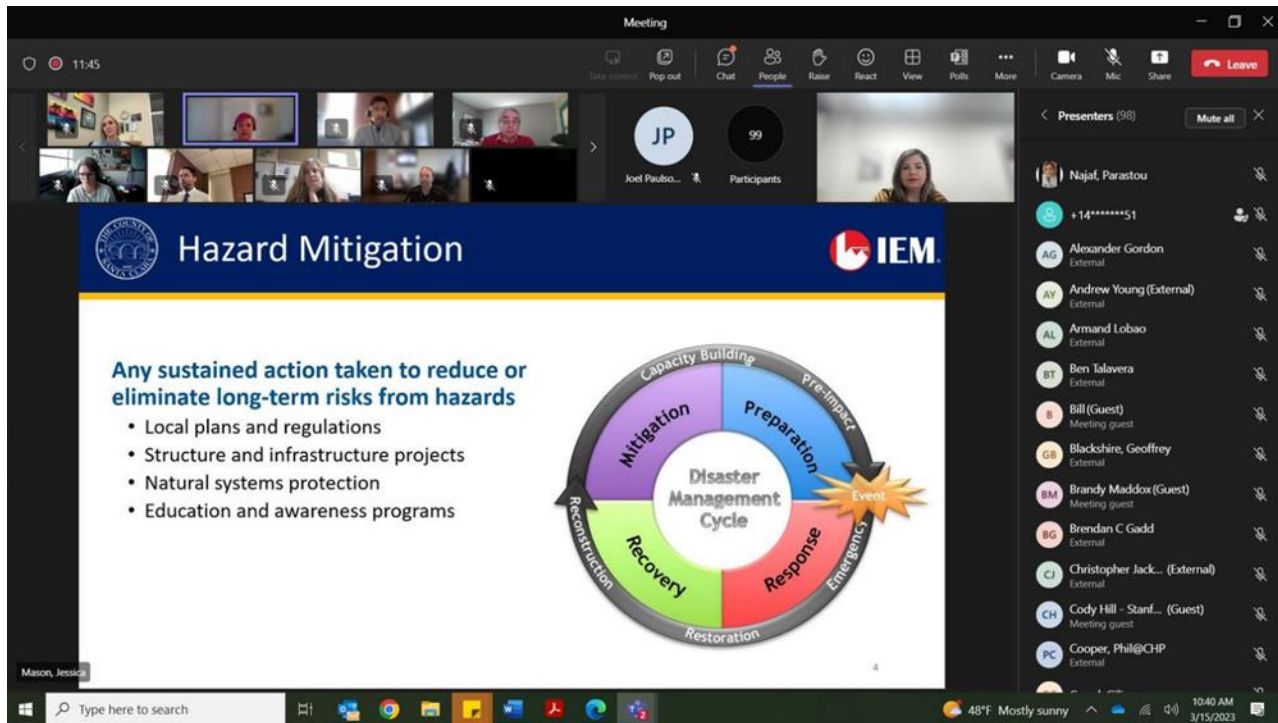 Meeting
11:45
Take control
Pop out
Chat
People
Raise
React
View
Polls
More
Camera
Mic
Share
Leave
JP
Joel Paulso...
99
Participants
Presenters (98)
Mute all
Najaf, Parastou
+14*******51
AG
Alexander Gordon
External
AY
Andrew Young (External)
External
AL
Armand Lobao
External
BT
Ben Talavera
External
B
Bill (Guest)
Meeting guest
GB
Blackshire, Geoffrey
External
BM
Brandy Maddox (Guest)
Meeting guest
BG
Brendan C Gadd
External
CJ
Christopher Jack... (External)
External
CH
Cody Hill - Stanf... (Guest)
Meeting guest
PC
Cooper, Phil@CHP
External
THE COUNTY OF
SANTA CLARA
Hazard Mitigation
IEM.
Any sustained action taken to reduce or
eliminate long-term risks from hazards
• Local plans and regulations
• Structure and infrastructure projects
• Natural systems protection
• Education and awareness programs
Capacity Building
Pre-Impact
Mitigation
Preparation
Disaster
Management
Cycle
Event
Reconstruction
Recovery
Response
Emergency
Restoration
4
Mason, Jessica
Type here to search
48°F Mostly sunny
10:40 AM
3/15/2023